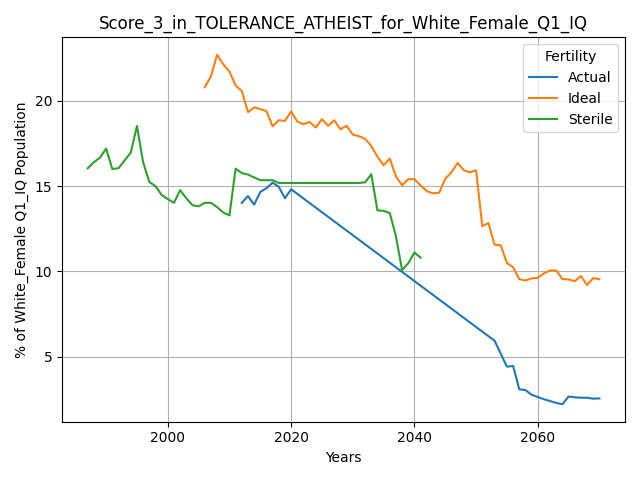 Score_3_in_TOLERANCE_ATHEIST_for_White_Female_Q1_IQ
Fertility
Actual
Ideal
Sterile
% of White_Female Q1_IQ Population
20
15
10
5
2000
2020
2040
2060
Years